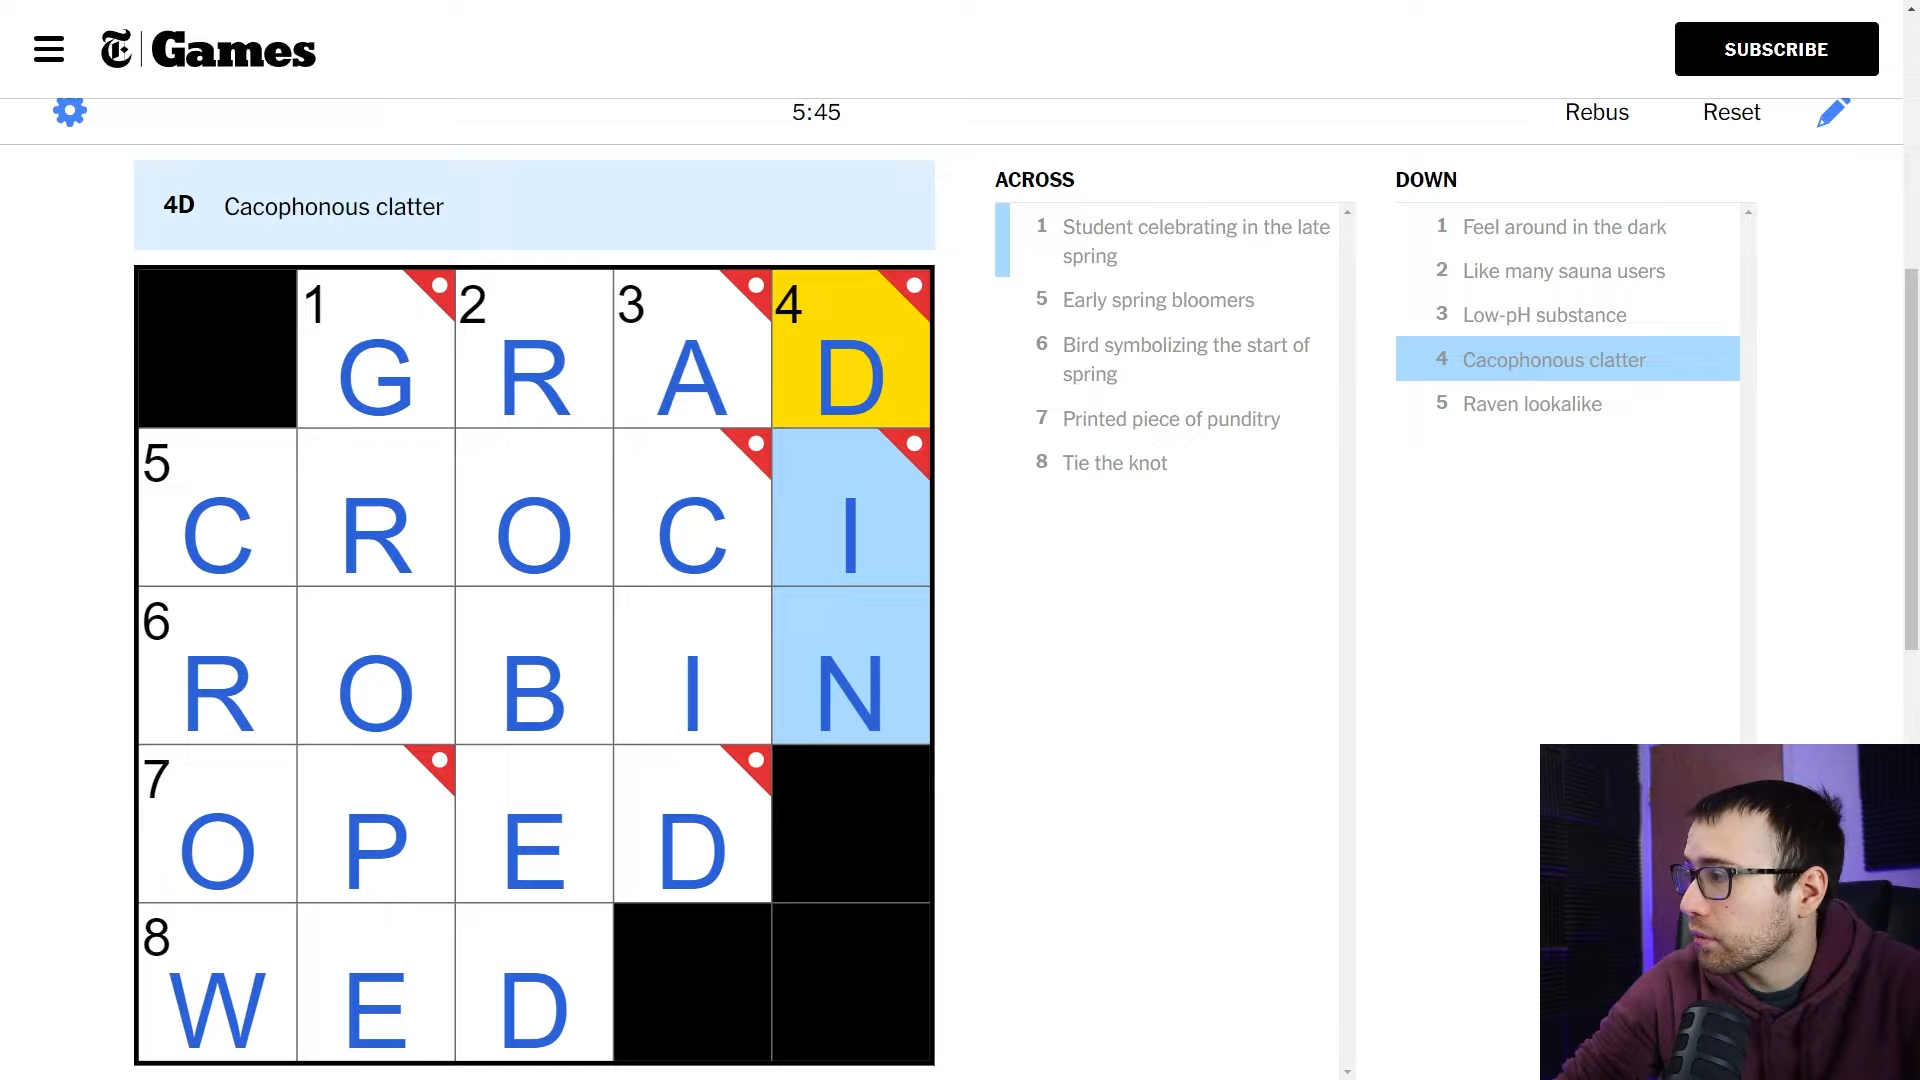 Games
SUBSCRIBE
5:45
Rebus
Reset
4D Cacophonous clatter
1 G 2 R 3 A 4 D
5 C R O C I
6 R O B I N
7 O P E D
8 W E D
ACROSS
1 Student celebrating in the late
spring
5 Early spring bloomers
6 Bird symbolizing the start of
spring
7 Printed piece of punditry
8 Tie the knot
DOWN
1 Feel around in the dark
2 Like many sauna users
3 Low-pH substance
4 Cacophonous clatter
5 Raven lookalike